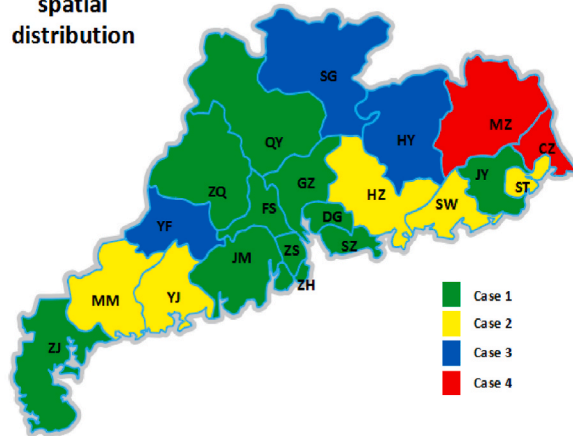 spatial
distribution
SG
MZ
CZ
QY
HY
JY
ST
ZQ
GZ
HZ
SW
FS
DG
YF
SZ
ZS
JM
ZH
MM
YJ
ZJ
Case 1
Case 2
Case 3
Case 4